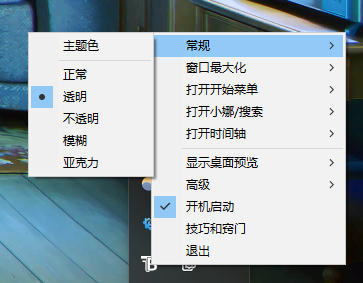 主题色
正常
透明
不透明
模糊
亚克力
常规
窗口最大化
打开开始菜单
打开小娜/搜索
打开时间轴
显示桌面预览
高级
开机启动
技巧和窍门
退出